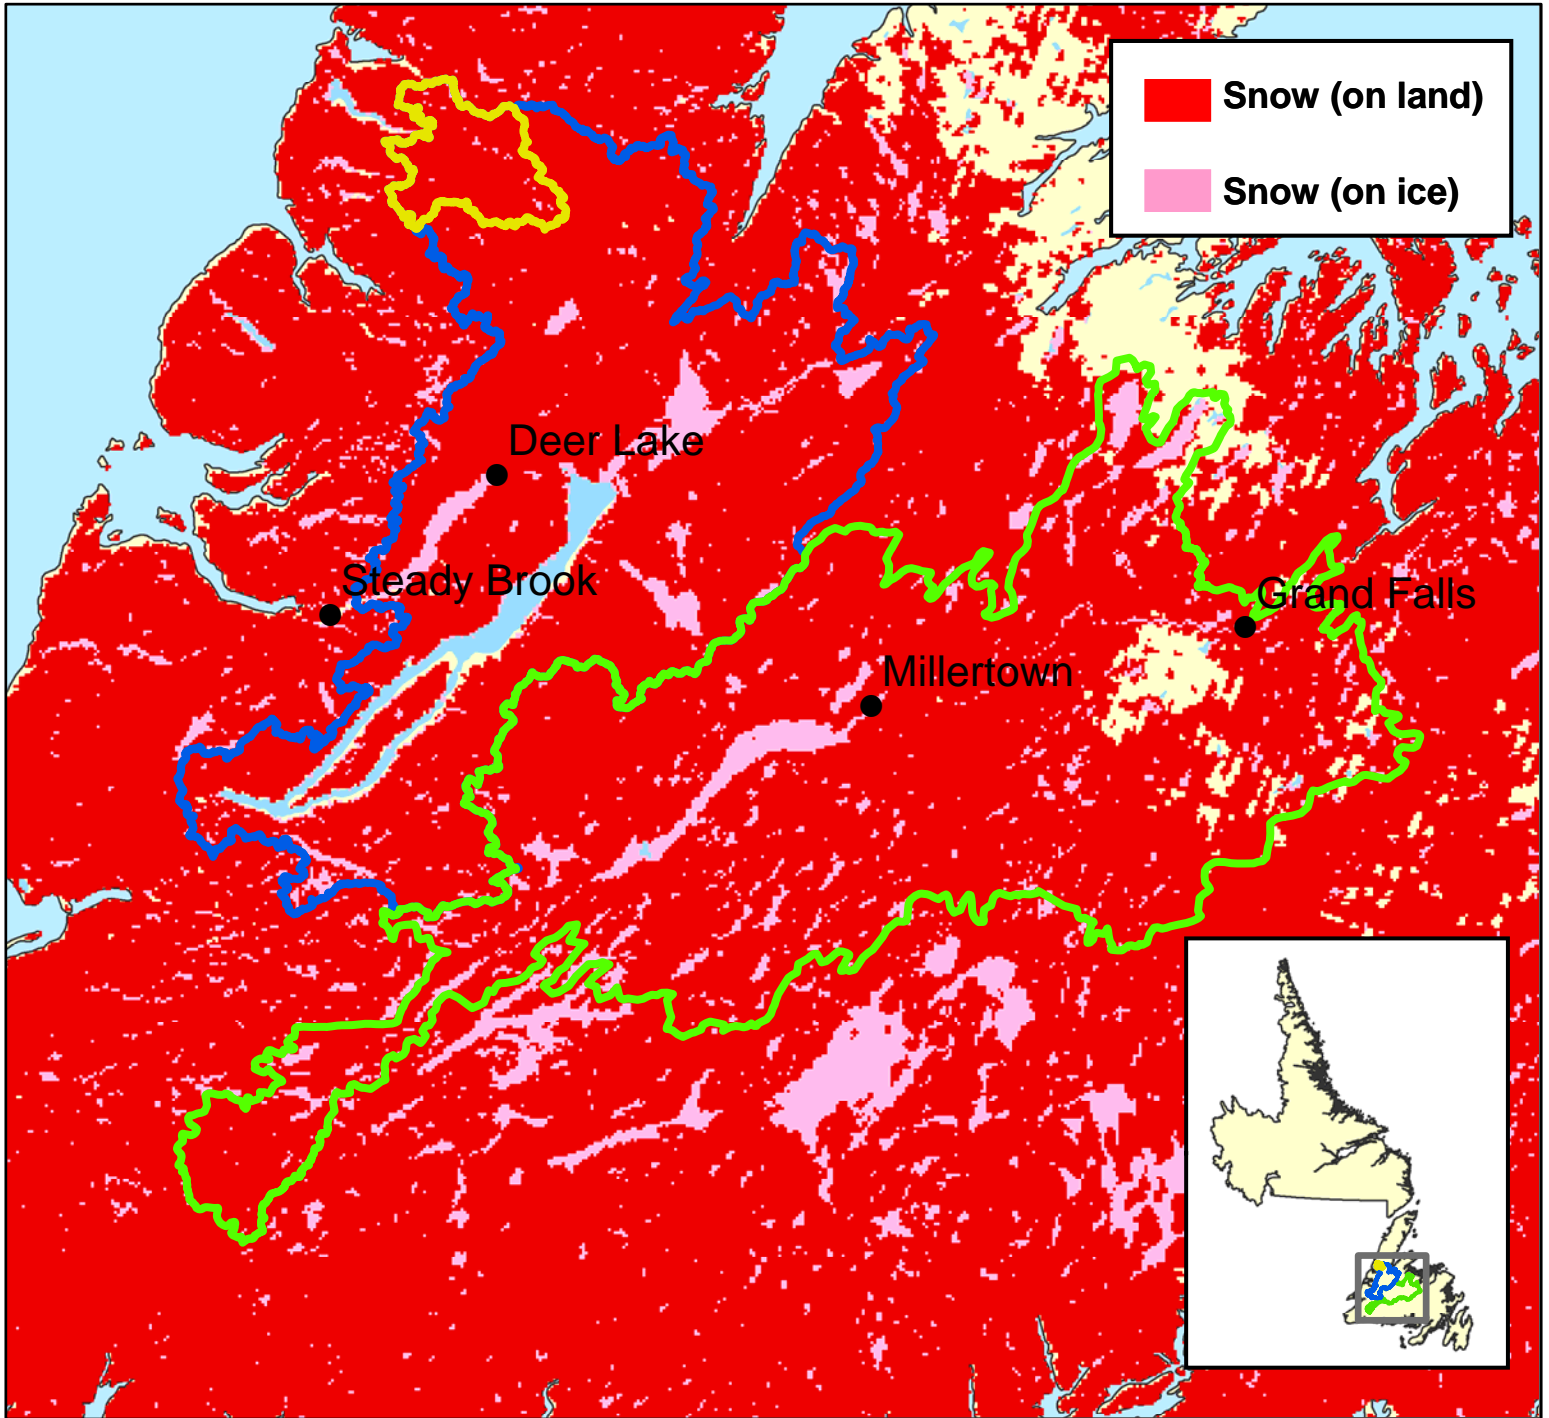 Snow (on land)
Snow (on ice)
Deer Lake
Steady Brook
Grand Falls
Millertown